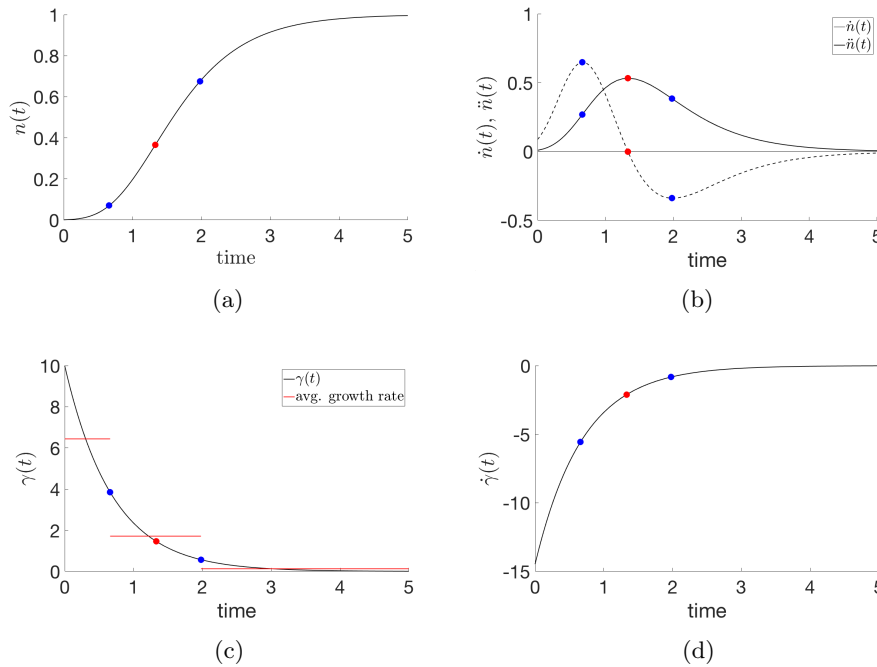 n(t)
1
0.8
0.6
0.4
0.2
0
0 1 2 3 4 5
time
(a)
ṅ(t), n̈(t)
1
0.5
0
-0.5
0 1 2 3 4 5
time
ṅ(t)
n̈(t)
(b)
γ(t)
10
8
6
4
2
0
0 1 2 3 4 5
time
γ(t)
avg. growth rate
(c)
γ̇(t)
0
-5
-10
-15
0 1 2 3 4 5
time
(d)